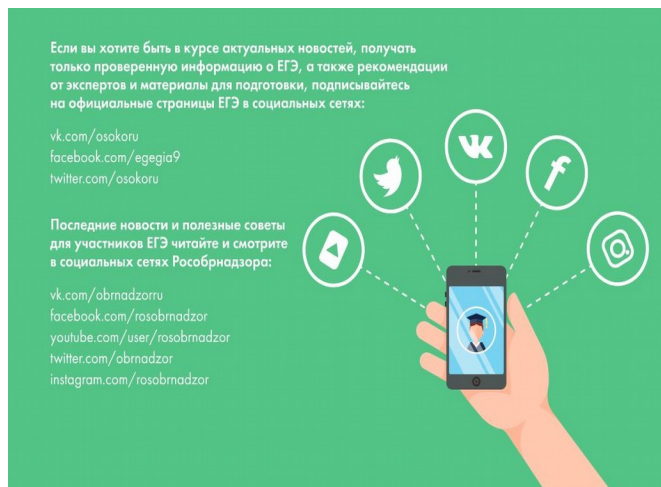 Если вы хотите быть в курсе актуальных новостей, получать
только проверенную информацию о ЕГЭ, а также рекомендации
от экспертов и материалы для подготовки, подписывайтесь
на официальные страницы ЕГЭ в социальных сетях:
vk.com/osokoru
facebook.com/egegia9
twitter.com/osokoru
Последние новости и полезные советы
для участников ЕГЭ читайте и смотрите
в социальных сетях Рособрнадзора:
vk.com/obrnadzorru
facebook.com/rosobrnadzor
youtube.com/user/rosobrnadzor
twitter.com/obrnadzor
instagram.com/rosobrnadzor